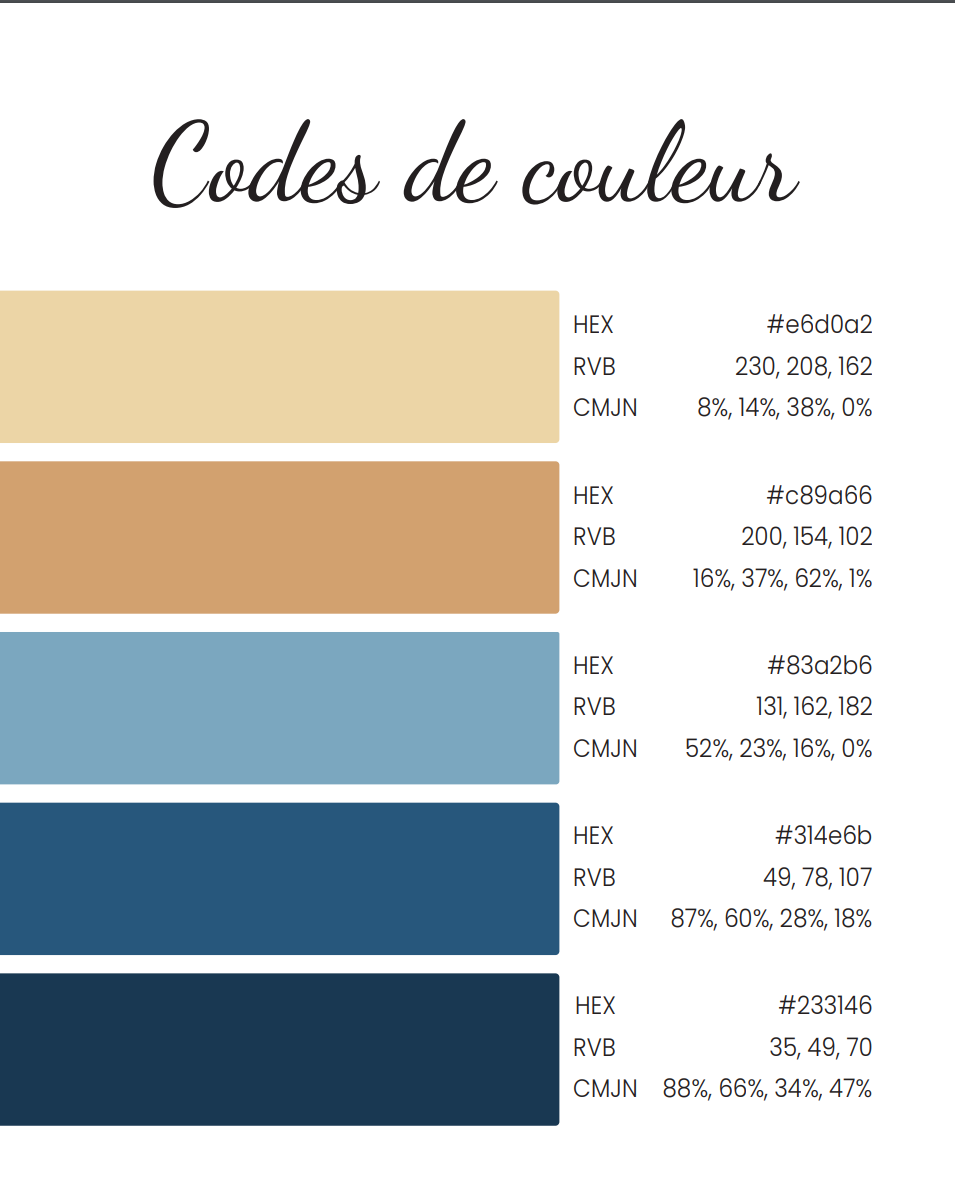 Codes de couleur
HEX #e6d0a2
RVB 230, 208, 162
CMJN 8%, 14%, 38%, 0%
HEX #c89a66
RVB 200, 154, 102
CMJN 16%, 37%, 62%, 1%
HEX #83a2b6
RVB 131, 162, 182
CMJN 52%, 23%, 16%, 0%
HEX #314e6b
RVB 49, 78, 107
CMJN 87%, 60%, 28%, 18%
HEX #233146
RVB 35, 49, 70
CMJN 88%, 66%, 34%, 47%